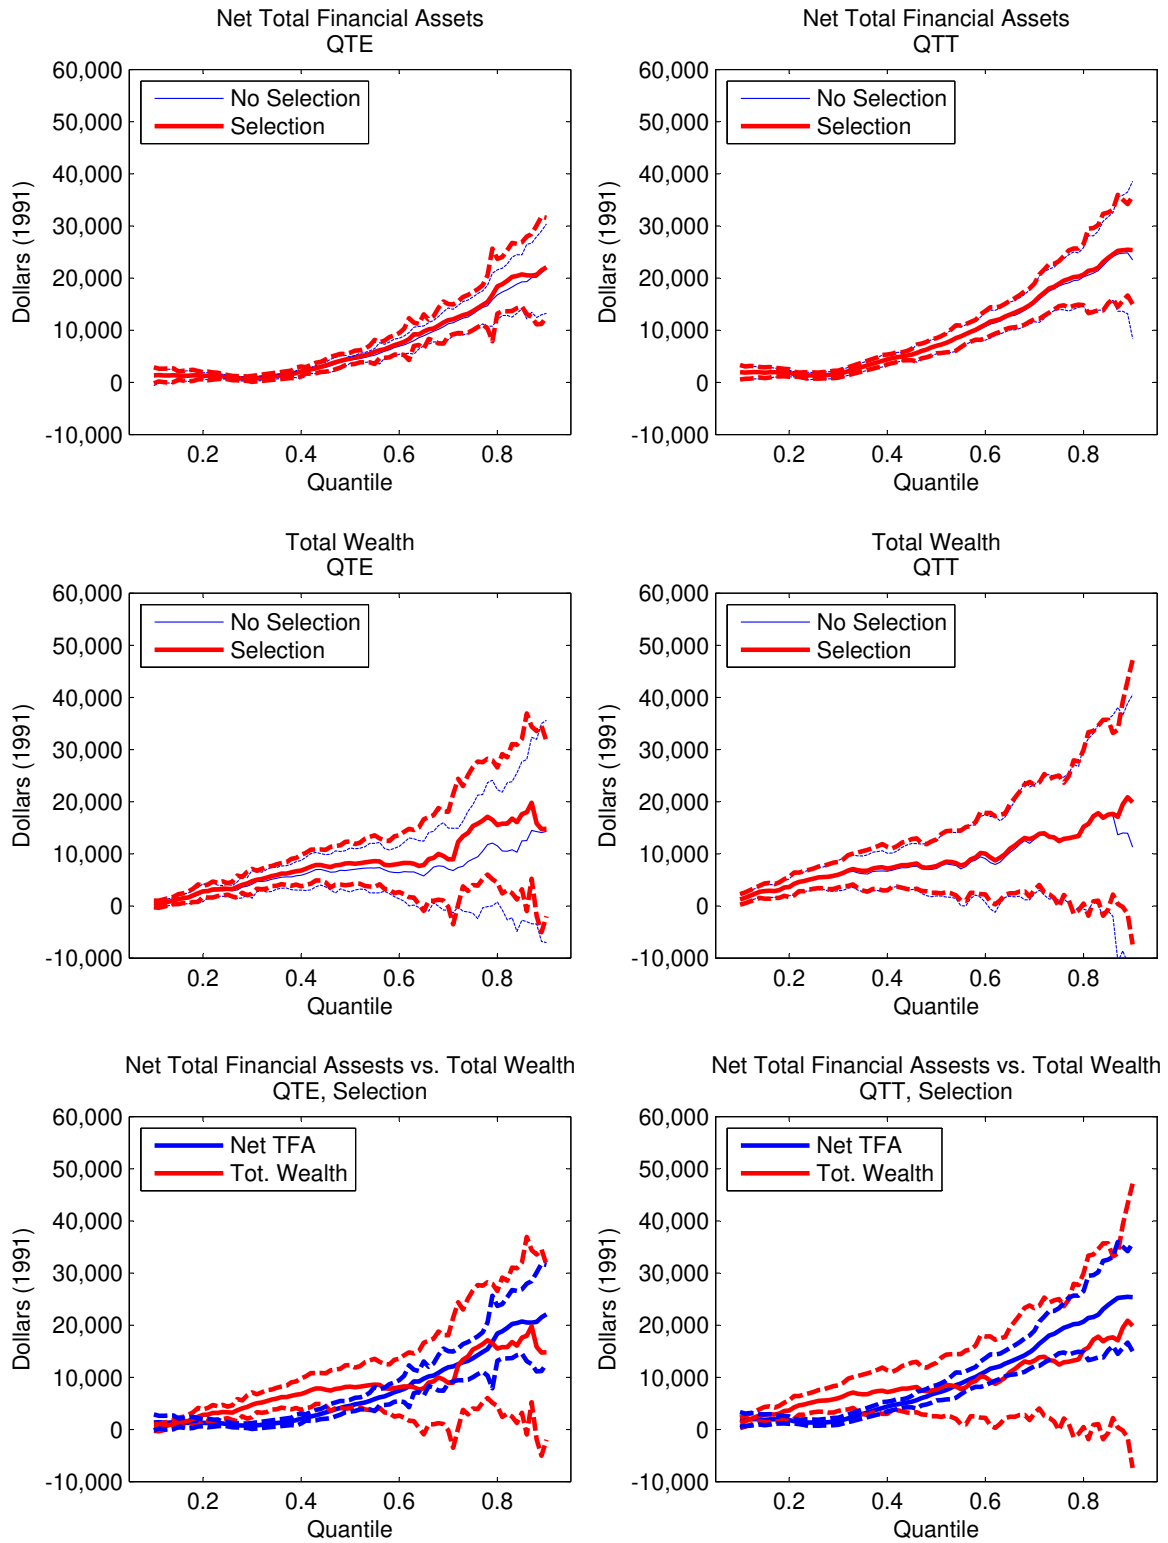 Net Total Financial Assets
QTE
60,000
50,000
40,000
30,000
20,000
10,000
0
-10,000
Dollars (1991)
No Selection
Selection
0.2 0.4 0.6 0.8
Quantile
Net Total Financial Assets
QTT
60,000
50,000
40,000
30,000
20,000
10,000
0
-10,000
Dollars (1991)
No Selection
Selection
0.2 0.4 0.6 0.8
Quantile
Total Wealth
QTE
60,000
50,000
40,000
30,000
20,000
10,000
0
-10,000
Dollars (1991)
No Selection
Selection
0.2 0.4 0.6 0.8
Quantile
Total Wealth
QTT
60,000
50,000
40,000
30,000
20,000
10,000
0
-10,000
Dollars (1991)
No Selection
Selection
0.2 0.4 0.6 0.8
Quantile
Net Total Financial Assests vs. Total Wealth
QTE, Selection
60,000
50,000
40,000
30,000
20,000
10,000
0
-10,000
Dollars (1991)
Net TFA
Tot. Wealth
0.2 0.4 0.6 0.8
Quantile
Net Total Financial Assests vs. Total Wealth
QTT, Selection
60,000
50,000
40,000
30,000
20,000
10,000
0
-10,000
Dollars (1991)
Net TFA
Tot. Wealth
0.2 0.4 0.6 0.8
Quantile